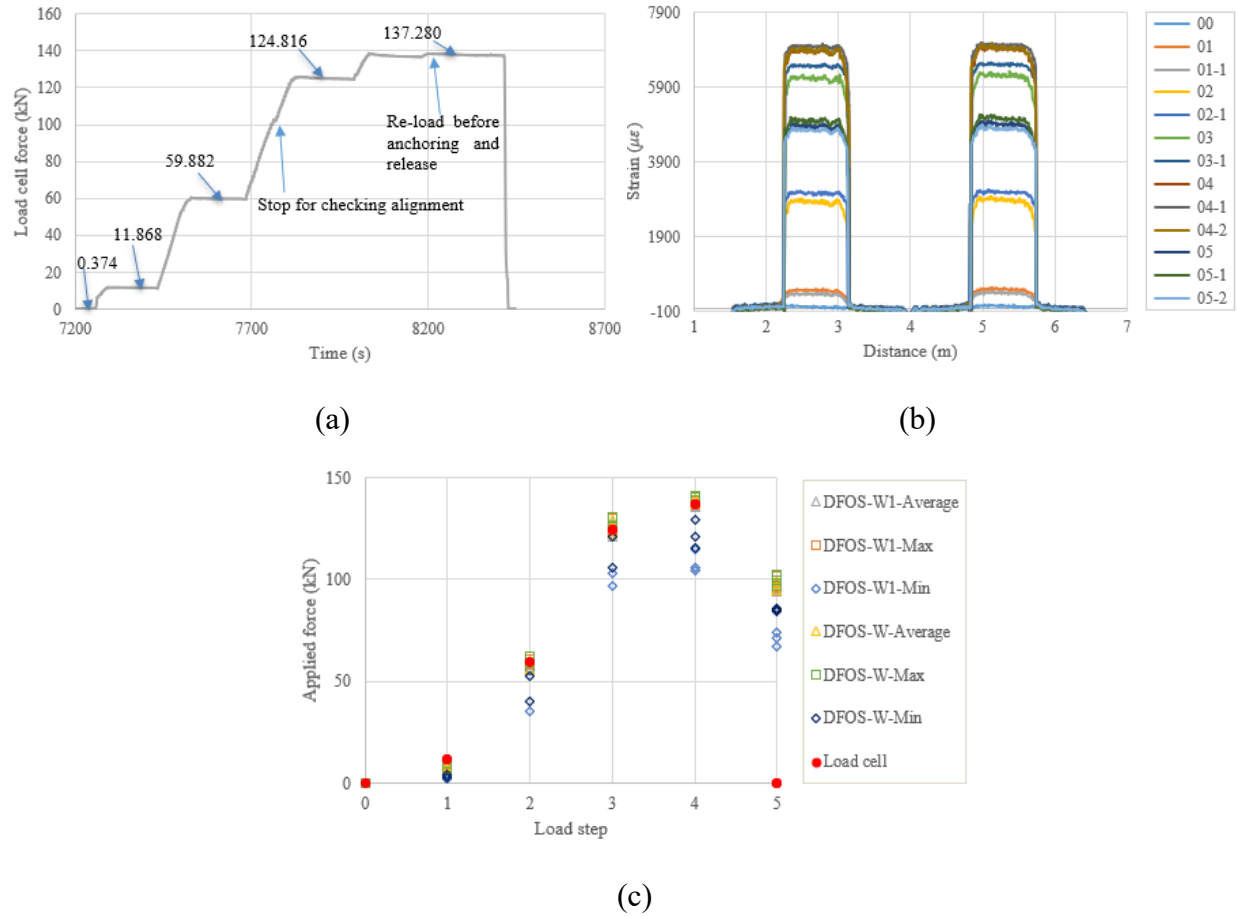 160
140
120
100
80
60
40
20
0
Load cell force (kN)
124.816
137.280
59.882
11.868
0.374
Re-load before
anchoring and
release
Stop for checking alignment
7200
7700
8200
8700
Time (s)
(a)
7900
5900
3900
1900
-100
Strain (με)
1
2
3
4
5
6
7
Distance (m)
00
01
01-1
02
02-1
03
03-1
04
04-1
04-2
05
05-1
05-2
(b)
150
100
50
0
Applied force (kN)
0
1
2
3
4
5
Load step
DFOS-W1-Average
DFOS-W1-Max
DFOS-W1-Min
DFOS-W-Average
DFOS-W-Max
DFOS-W-Min
Load cell
(c)